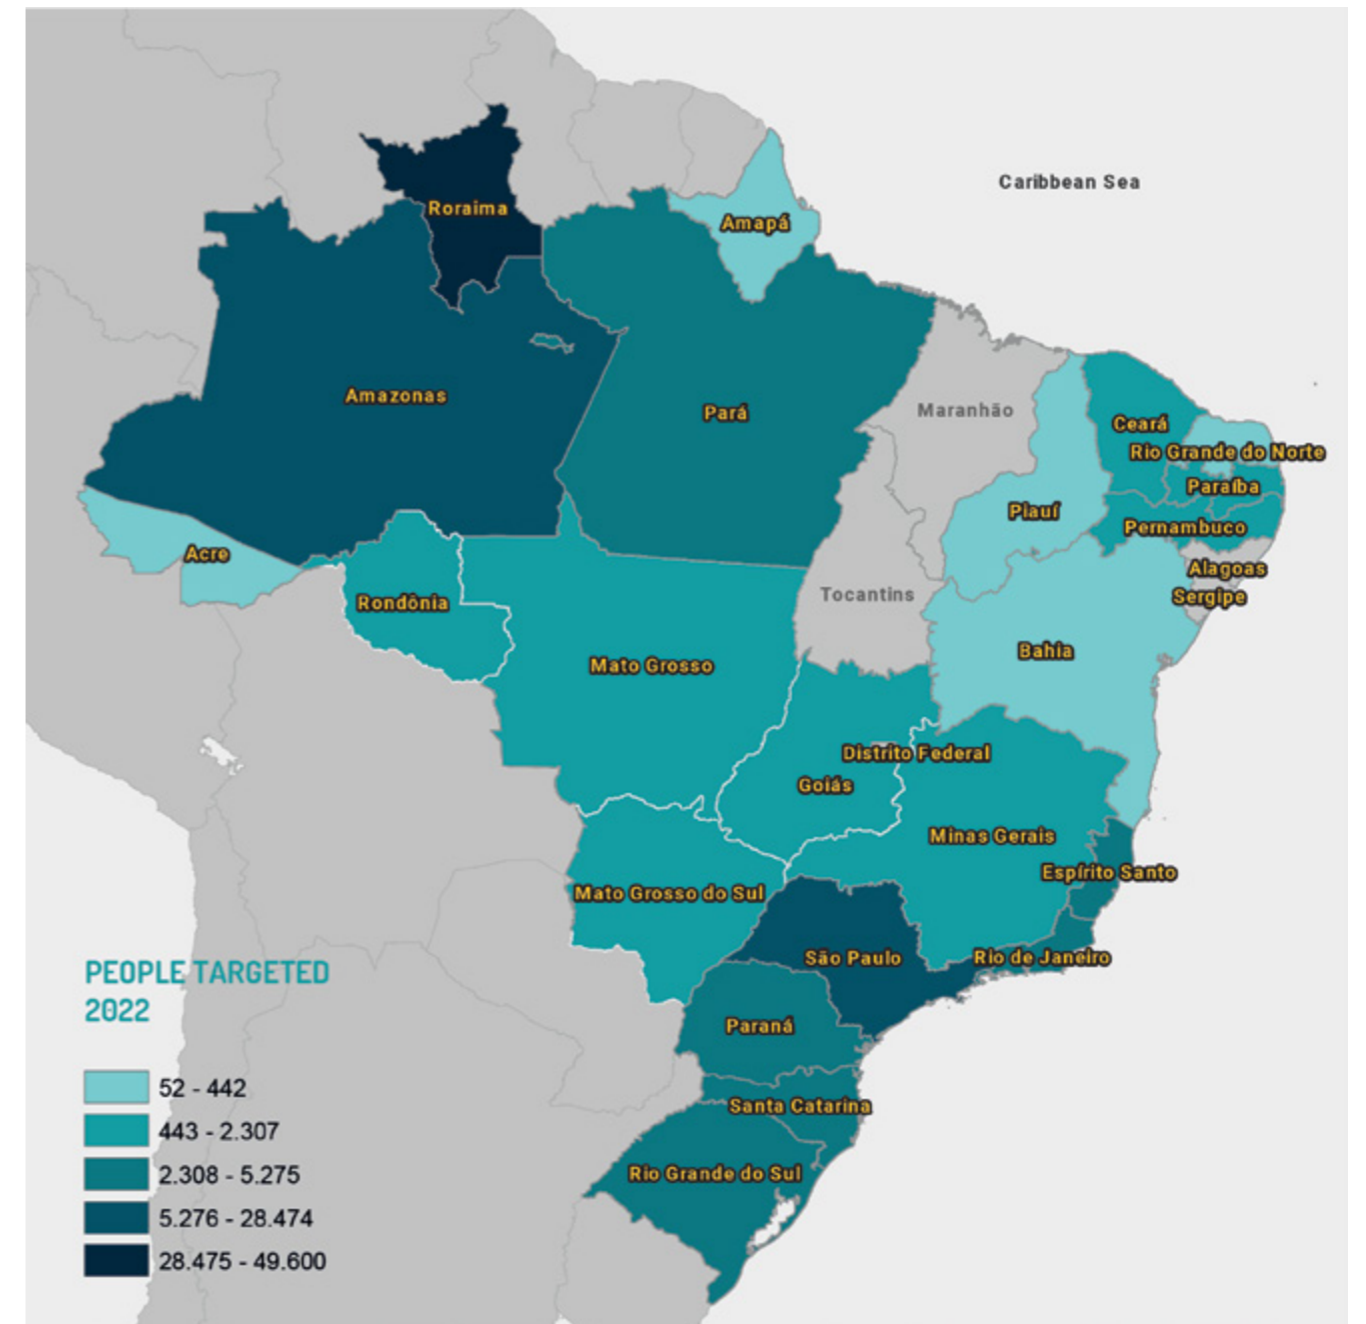 Caribbean Sea
Roraima
Amapá
Amazonas
Pará
Maranhão
Ceará
Rio Grande do Norte
Paraíba
Piauí
Pernambuco
Acre
Alagoas
Tocantins
Sergipe
Rondônia
Bahia
Mato Grosso
Distrito Federal
Goiás
Minas Gerais
Espírito Santo
Mato Grosso do Sul
São Paulo
Rio de Janeiro
Paraná
Santa Catarina
Rio Grande do Sul
PEOPLE TARGETED
2022
52 - 442
443 - 2.307
2.308 - 5.275
5.276 - 28.474
28.475 - 49.600